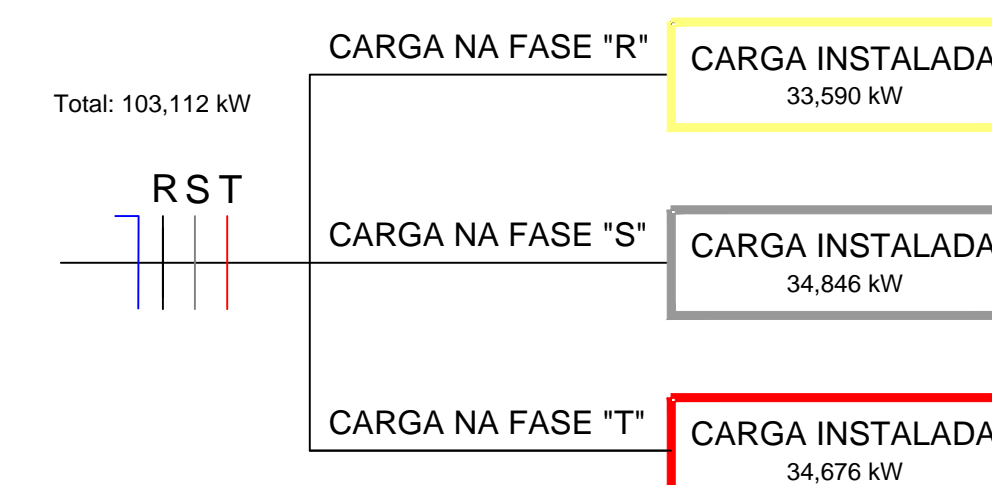 CARGA NA FASE "R"
CARGA INSTALADA
33,590 kW
Total: 103,112 kW
R S T
CARGA NA FASE "S"
CARGA INSTALADA
34,846 kW
CARGA NA FASE "T"
CARGA INSTALADA
34,676 kW